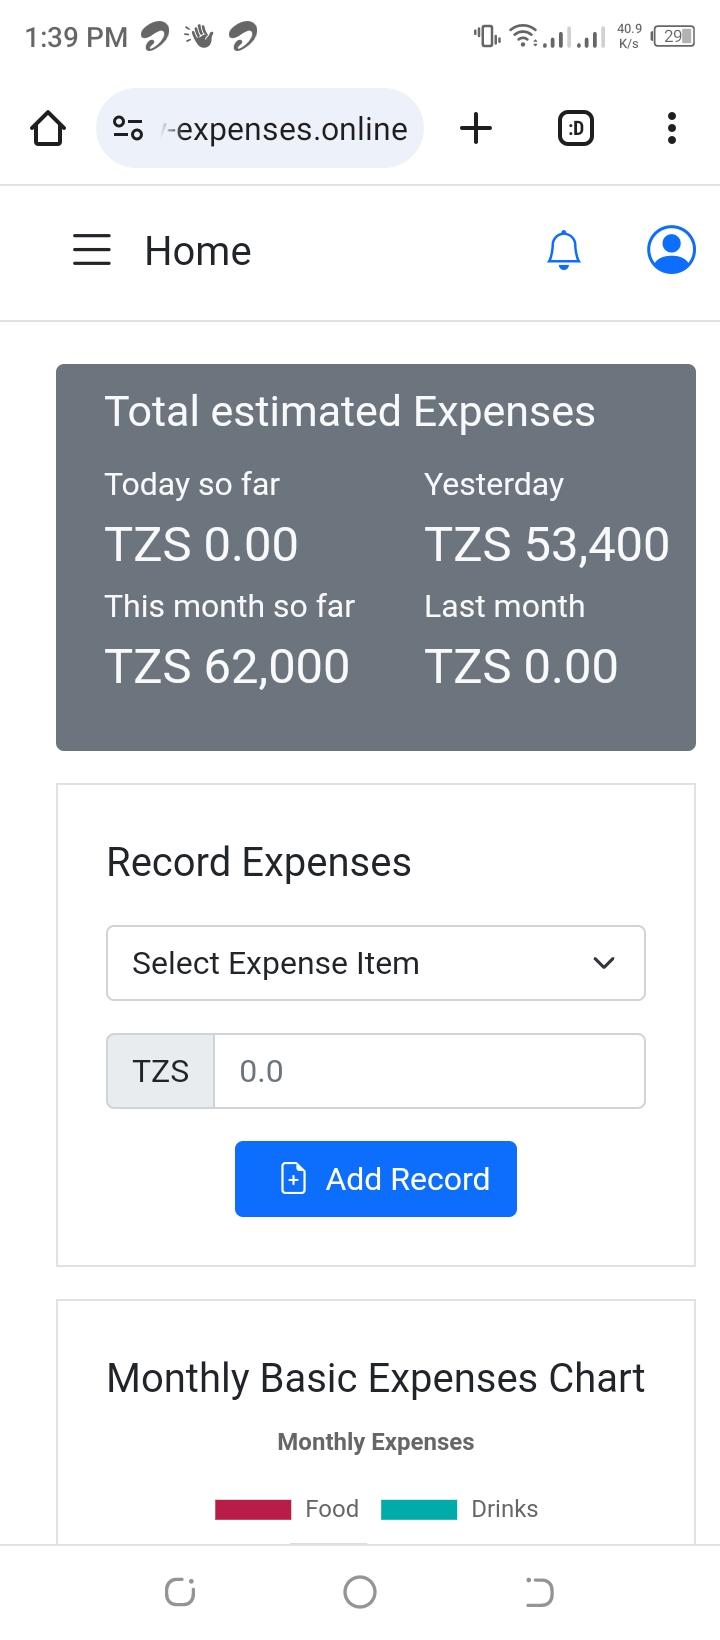 1:39 PM 40.9 K/s 29
-expenses.online :D
Home
Total estimated Expenses
Today so far Yesterday
TZS 0.00 TZS 53,400
This month so far Last month
TZS 62,000 TZS 0.00
Record Expenses
Select Expense Item
TZS 0.0
Add Record
Monthly Basic Expenses Chart
Monthly Expenses
Food Drinks